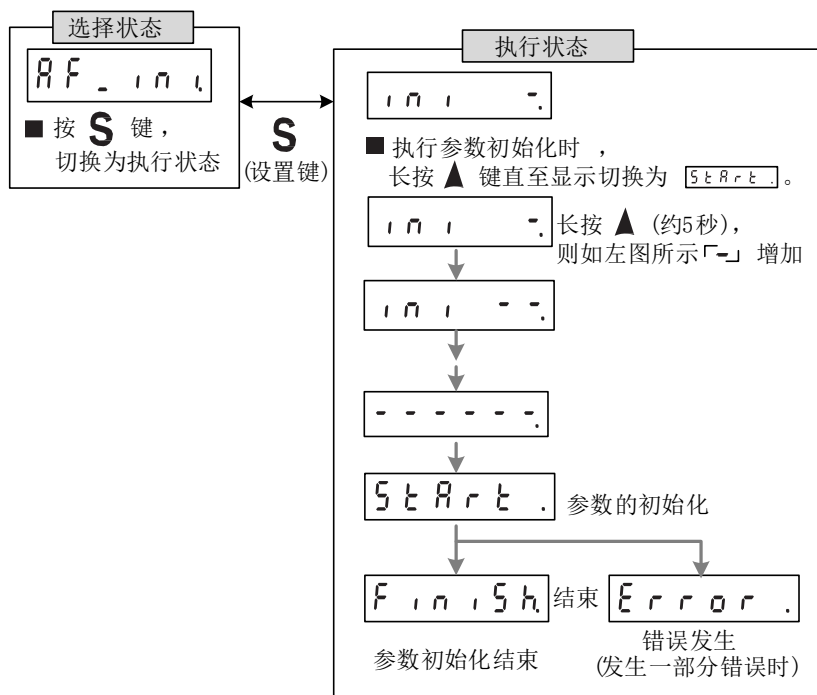 选择状态
AF_ini.
■ 按 S 键，
切换为执行状态
S
(设置键)
执行状态
ini -.
■ 执行参数初始化时 ，
长按 ▲ 键直至显示切换为 StArt. 。
ini -.
长按 ▲ (约5秒)，
则如左图所示「-」 增加
ini --.
------.
StArt . 参数的初始化
FiniSh. 结束 Error .
参数初始化结束
错误发生
(发生一部分错误时)